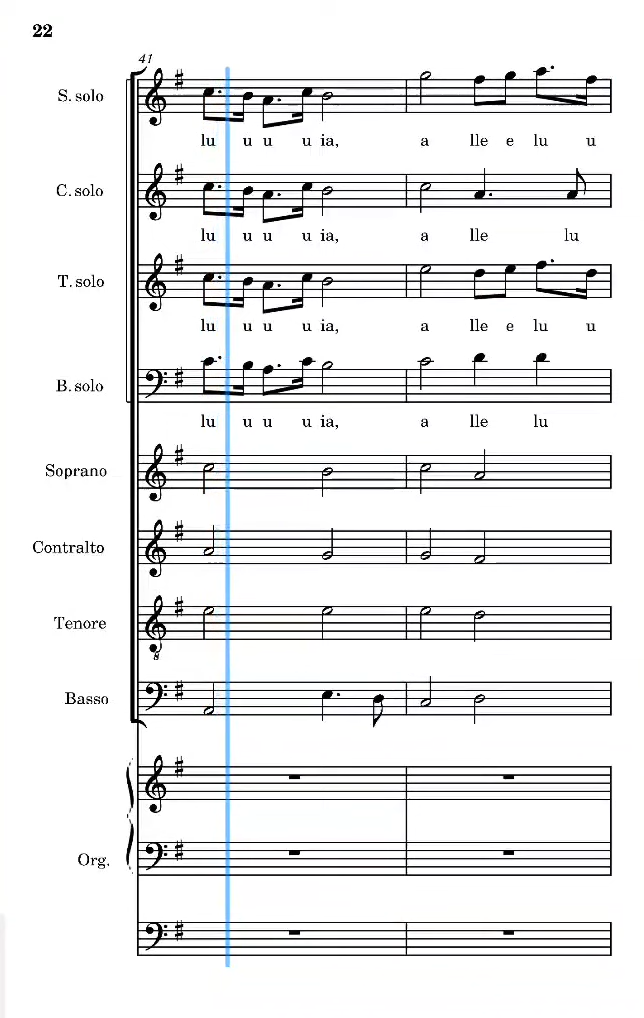 22
41
S. solo
lu u u u ia, a lle e lu u
C. solo
lu u u u ia, a lle lu
T. solo
lu u u u ia, a lle e lu u
B. solo
lu u u u ia, a lle lu
Soprano
Contralto
Tenore
8
Basso
Org.